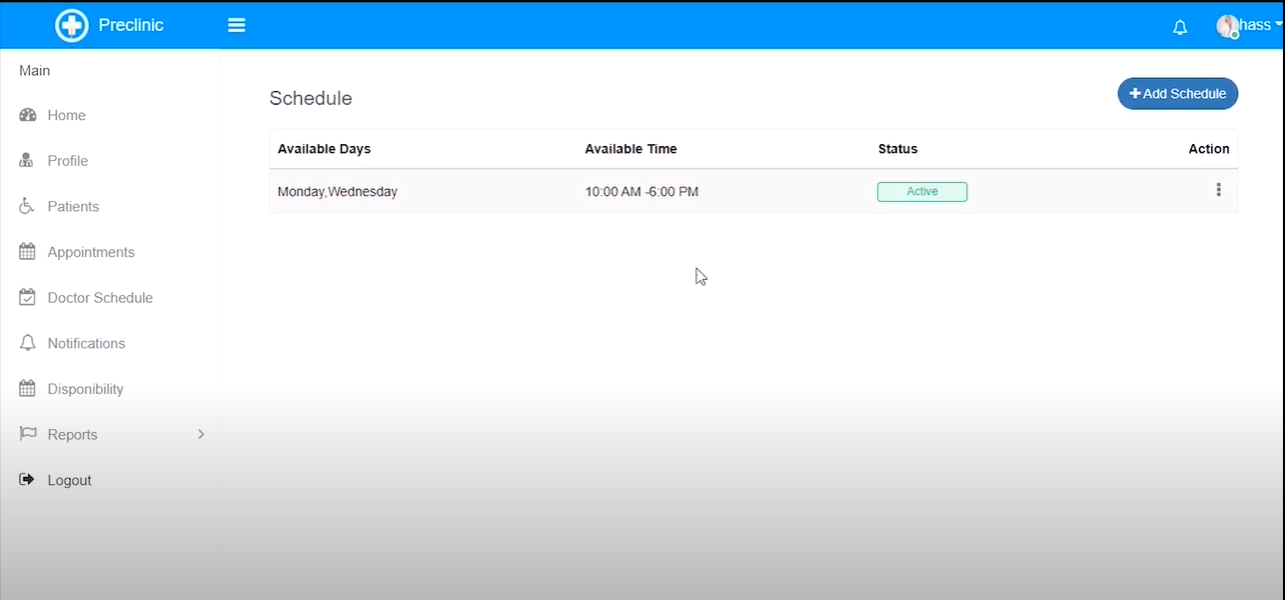 Preclinic
hass
Main
Home
Profile
Patients
Appointments
Doctor Schedule
Notifications
Disponibility
Reports
Logout
Schedule
Add Schedule
Available Days Available Time Status Action
Monday,Wednesday 10:00 AM -6:00 PM Active